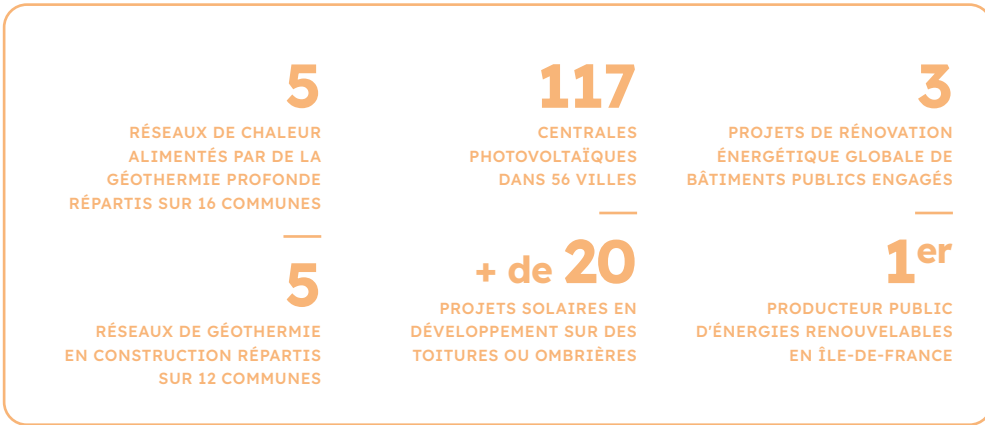 5
RÉSEAUX DE CHALEUR
ALIMENTÉS PAR DE LA
GÉOTHERMIE PROFONDE
RÉPARTIS SUR 16 COMMUNES
5
RÉSEAUX DE GÉOTHERMIE
EN CONSTRUCTION RÉPARTIS
SUR 12 COMMUNES
117
CENTRALES
PHOTOVOLTAÏQUES
DANS 56 VILLES
+ de 20
PROJETS SOLAIRES EN
DÉVELOPPEMENT SUR DES
TOITURES OU OMBRIÈRES
3
PROJETS DE RÉNOVATION
ÉNERGÉTIQUE GLOBALE DE
BÂTIMENTS PUBLICS ENGAGÉS
1er
PRODUCTEUR PUBLIC
D'ÉNERGIES RENOUVELABLES
EN ÎLE-DE-FRANCE